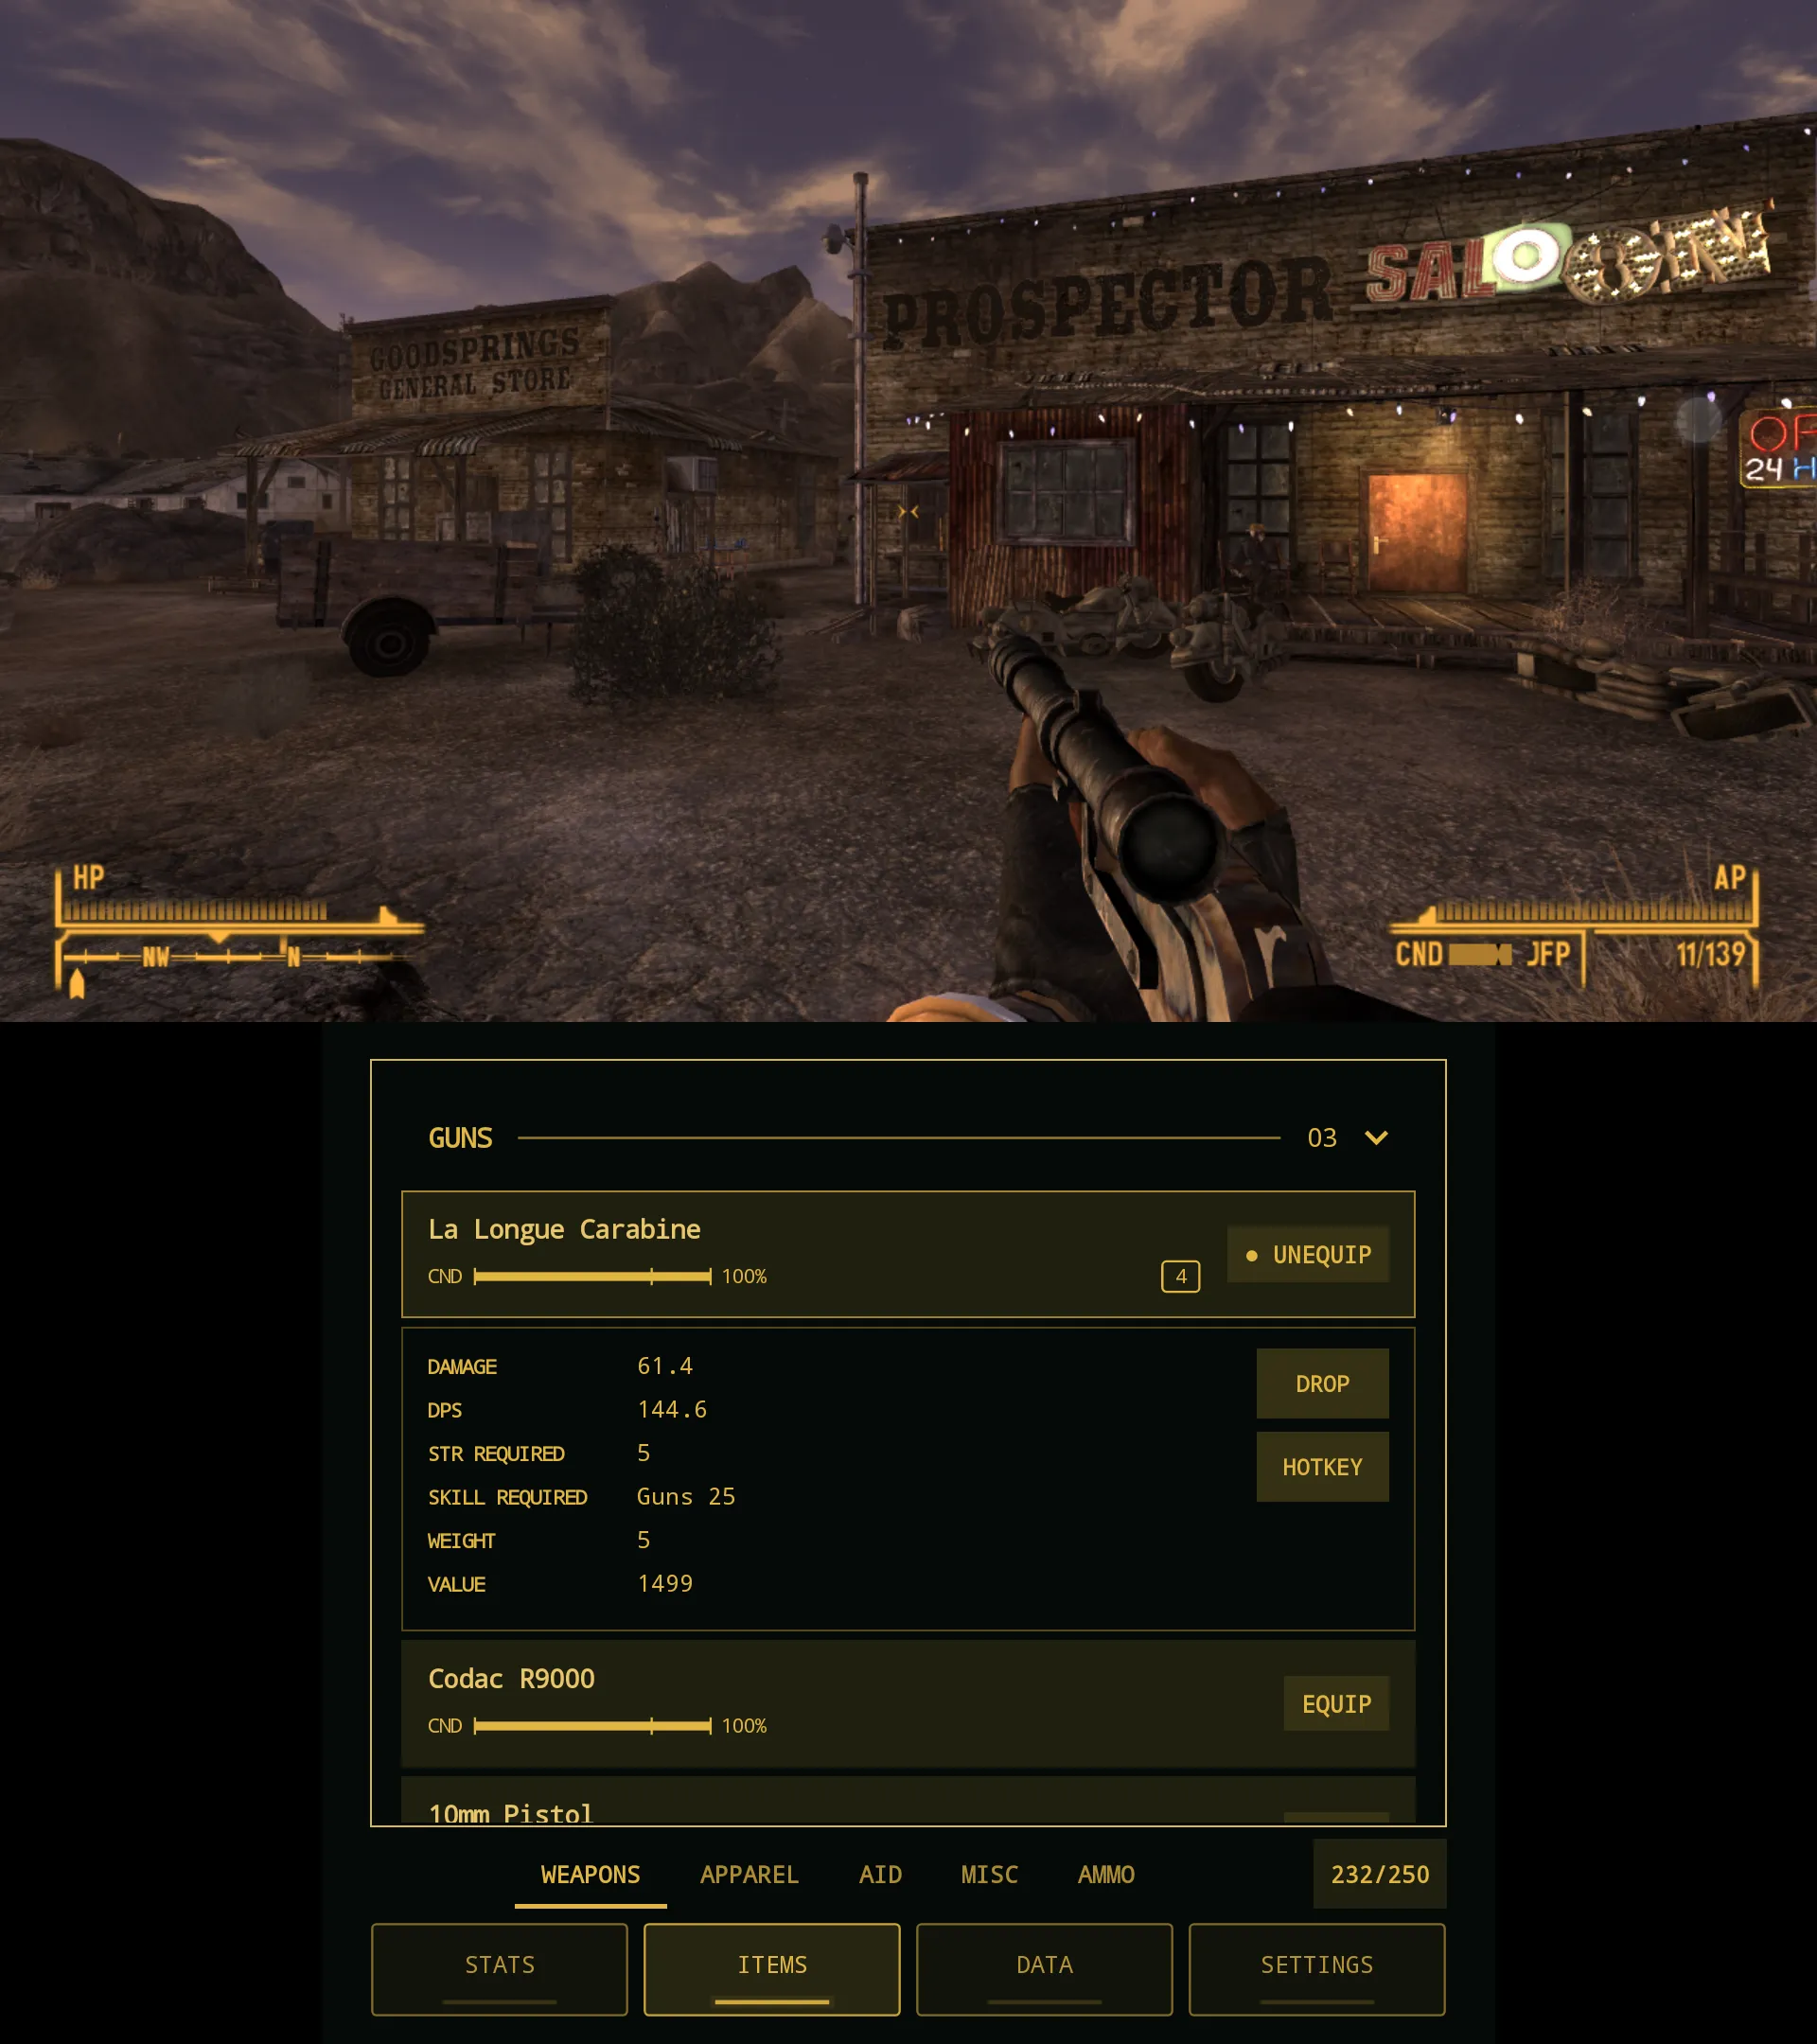 PROSPECTOR SALOON
GOODSPRINGS
GENERAL STORE
24
HP
NW N
AP
CND JFP 11/139
GUNS 03
La Longue Carabine
CND 100% 4
• UNEQUIP
DAMAGE 61.4
DPS 144.6
STR REQUIRED 5
SKILL REQUIRED Guns 25
WEIGHT 5
VALUE 1499
DROP
HOTKEY
Codac R9000
CND 100%
EQUIP
10mm Pistol
WEAPONS APPAREL AID MISC AMMO 232/250
STATS ITEMS DATA SETTINGS